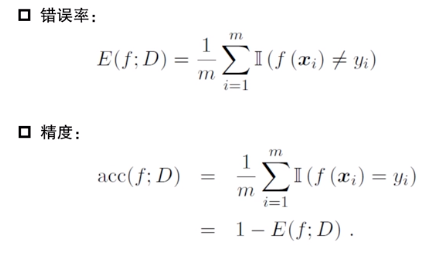 错误率：
E(f; D) = \frac{1}{m} \sum_{i=1}^{m} \mathbb{I}(f(\boldsymbol{x}_i) \neq y_i)
精度：
acc(f; D) = \frac{1}{m} \sum_{i=1}^{m} \mathbb{I}(f(\boldsymbol{x}_i) = y_i)
= 1 - E(f; D) .